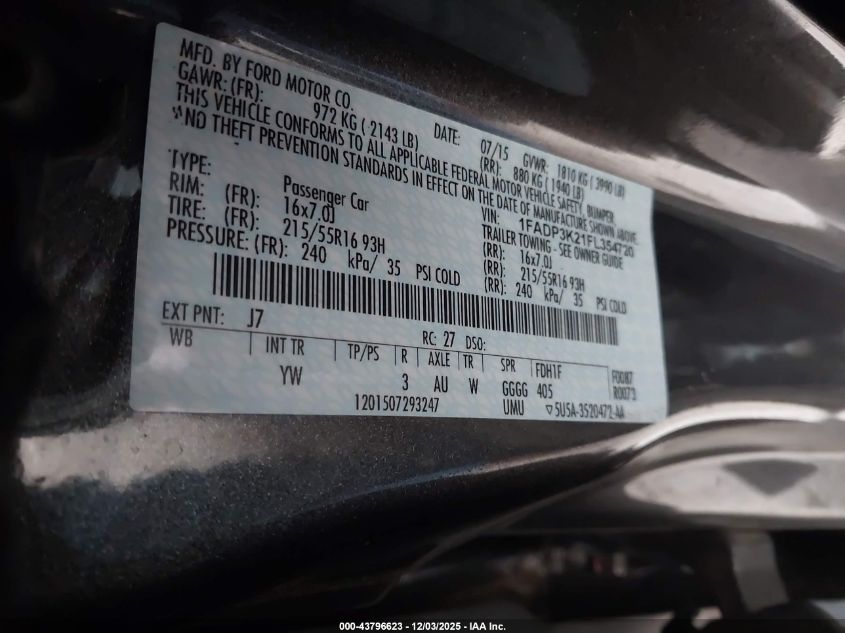 MFD. BY FORD MOTOR CO.
DATE: 07/15 GVWR: 1810 KG ( 3990 LB)
GAWR: (FR): 972 KG ( 2143 LB) (RR): 880 KG ( 1940 LB)
THIS VEHICLE CONFORMS TO ALL APPLICABLE FEDERAL MOTOR VEHICLE SAFETY, BUMPER
AND THEFT PREVENTION STANDARDS IN EFFECT ON THE DATE OF MANUFACTURE SHOWN ABOVE.
VIN: 1FADP3K21FL354720
TYPE: Passenger Car TRAILER TOWING - SEE OWNER GUIDE
RIM: (FR): 16x7.0J (RR): 16x7.0J
TIRE: (FR): 215/55R16 93H (RR): 215/55R16 93H
PRESSURE: (FR): 240 kPa/ 35 PSI COLD (RR): 240 kPa/ 35 PSI COLD
EXT PNT: J7 RC: 27 DSO:
WB INT TR TP/PS R AXLE TR SPR FDH1F F0087
YW 3 AU W GGGG 405 R0073
1201507293247 UMU ▽5U5A-3520472-AA
000-43796623 - 12/03/2025 - IAA Inc.